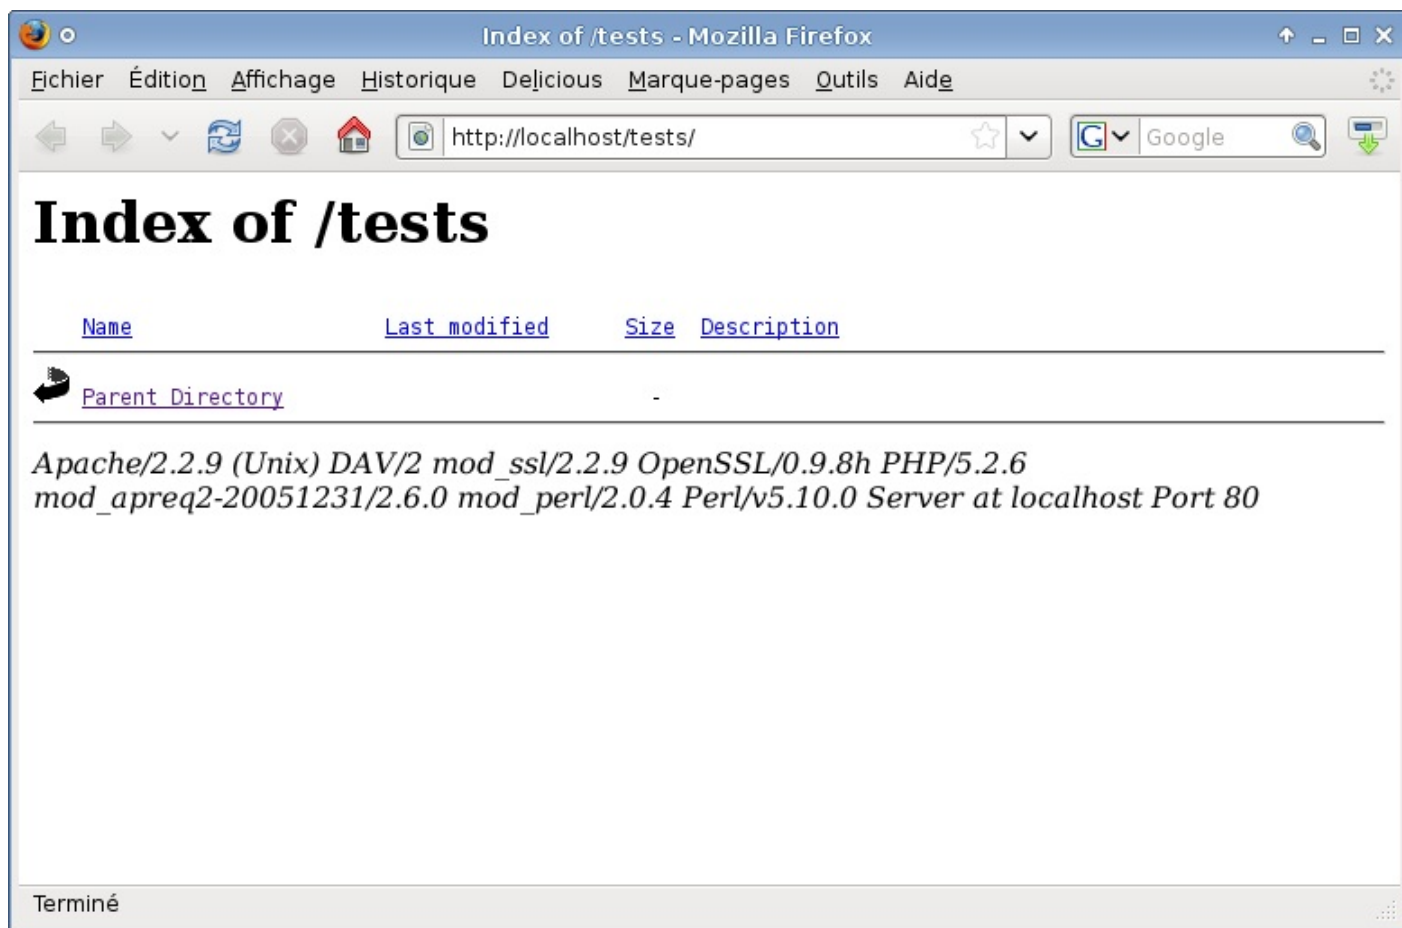 Index of /tests - Mozilla Firefox
Fichier Édition Affichage Historique Delicious Marque-pages Outils Aide
http://localhost/tests/ G Google
Index of /tests
Name Last modified Size Description
Parent Directory -
Apache/2.2.9 (Unix) DAV/2 mod_ssl/2.2.9 OpenSSL/0.9.8h PHP/5.2.6
mod_apreq2-20051231/2.6.0 mod_perl/2.0.4 Perl/v5.10.0 Server at localhost Port 80
Terminé